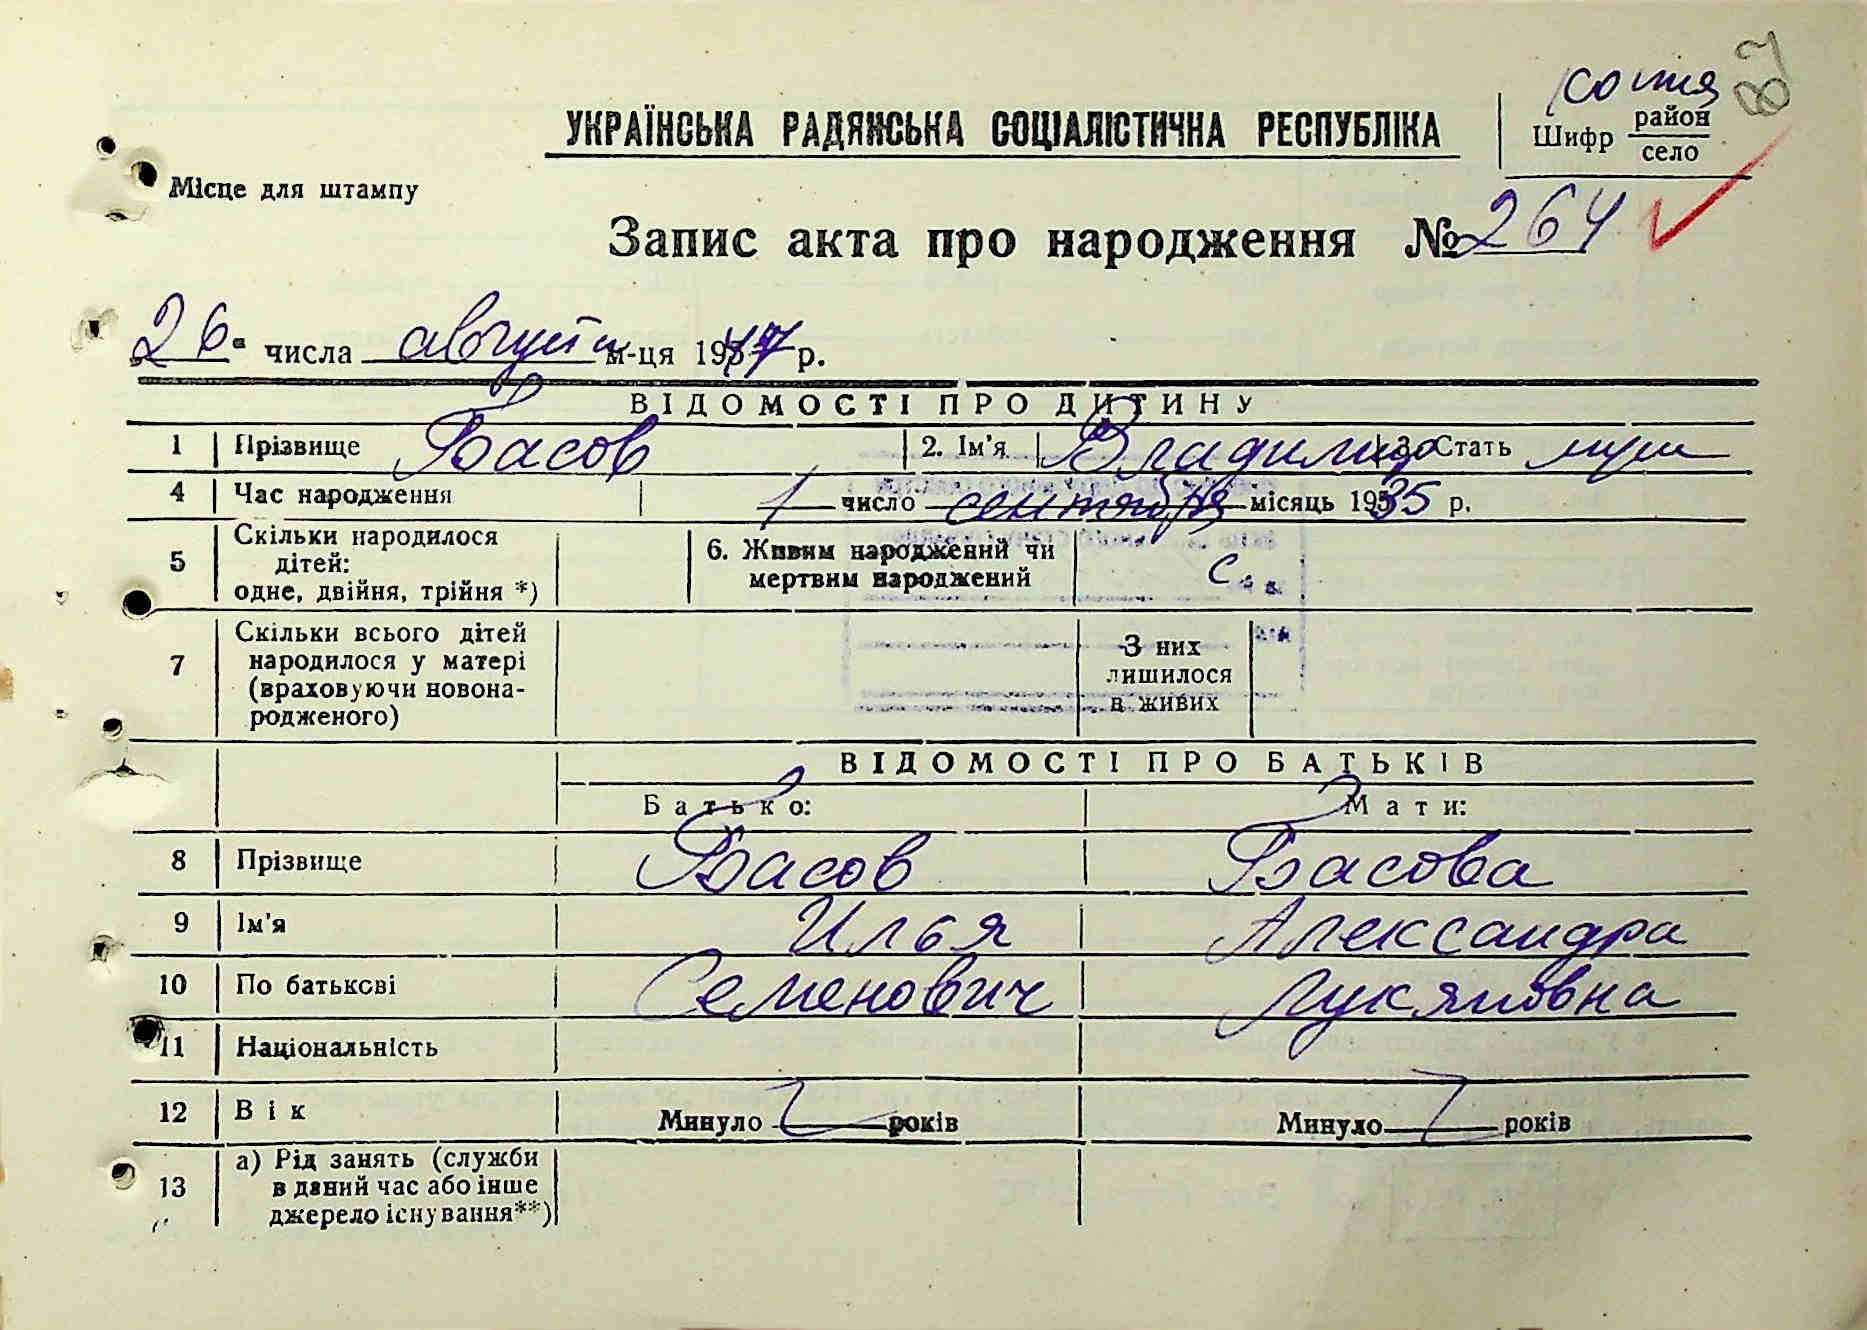 87
копия
УКРАЇНСЬКА РАДЯНСЬКА СОЦІАЛІСТИЧНА РЕСПУБЛІКА
Шифр район
село
Місце для штампу
Запис акта про народження № 264
„26“ числа августа м-ця 1947 р.
ВІДОМОСТІ ПРО ДИТИНУ
1 Прізвище Басов 2. Ім'я Владимир 3. Стать муж
4 Час народження 1 число сентября місяць 1935 р.
5 Скільки народилося дітей: одне, двійня, трійня *) 6. Живим народжений чи мертвим народжений
7 Скільки всього дітей народилося у матері (враховуючи новонародженого) З них лишилося в живих
ВІДОМОСТІ ПРО БАТЬКІВ
Батько: Мати:
8 Прізвище Басов Басова
9 Ім'я Илья Александра
10 По батькові Семенович Лукяновна
11 Національність
12 Вік Минуло років Минуло років
13 а) Рід занять (служби в даний час або інше джерело існування**)